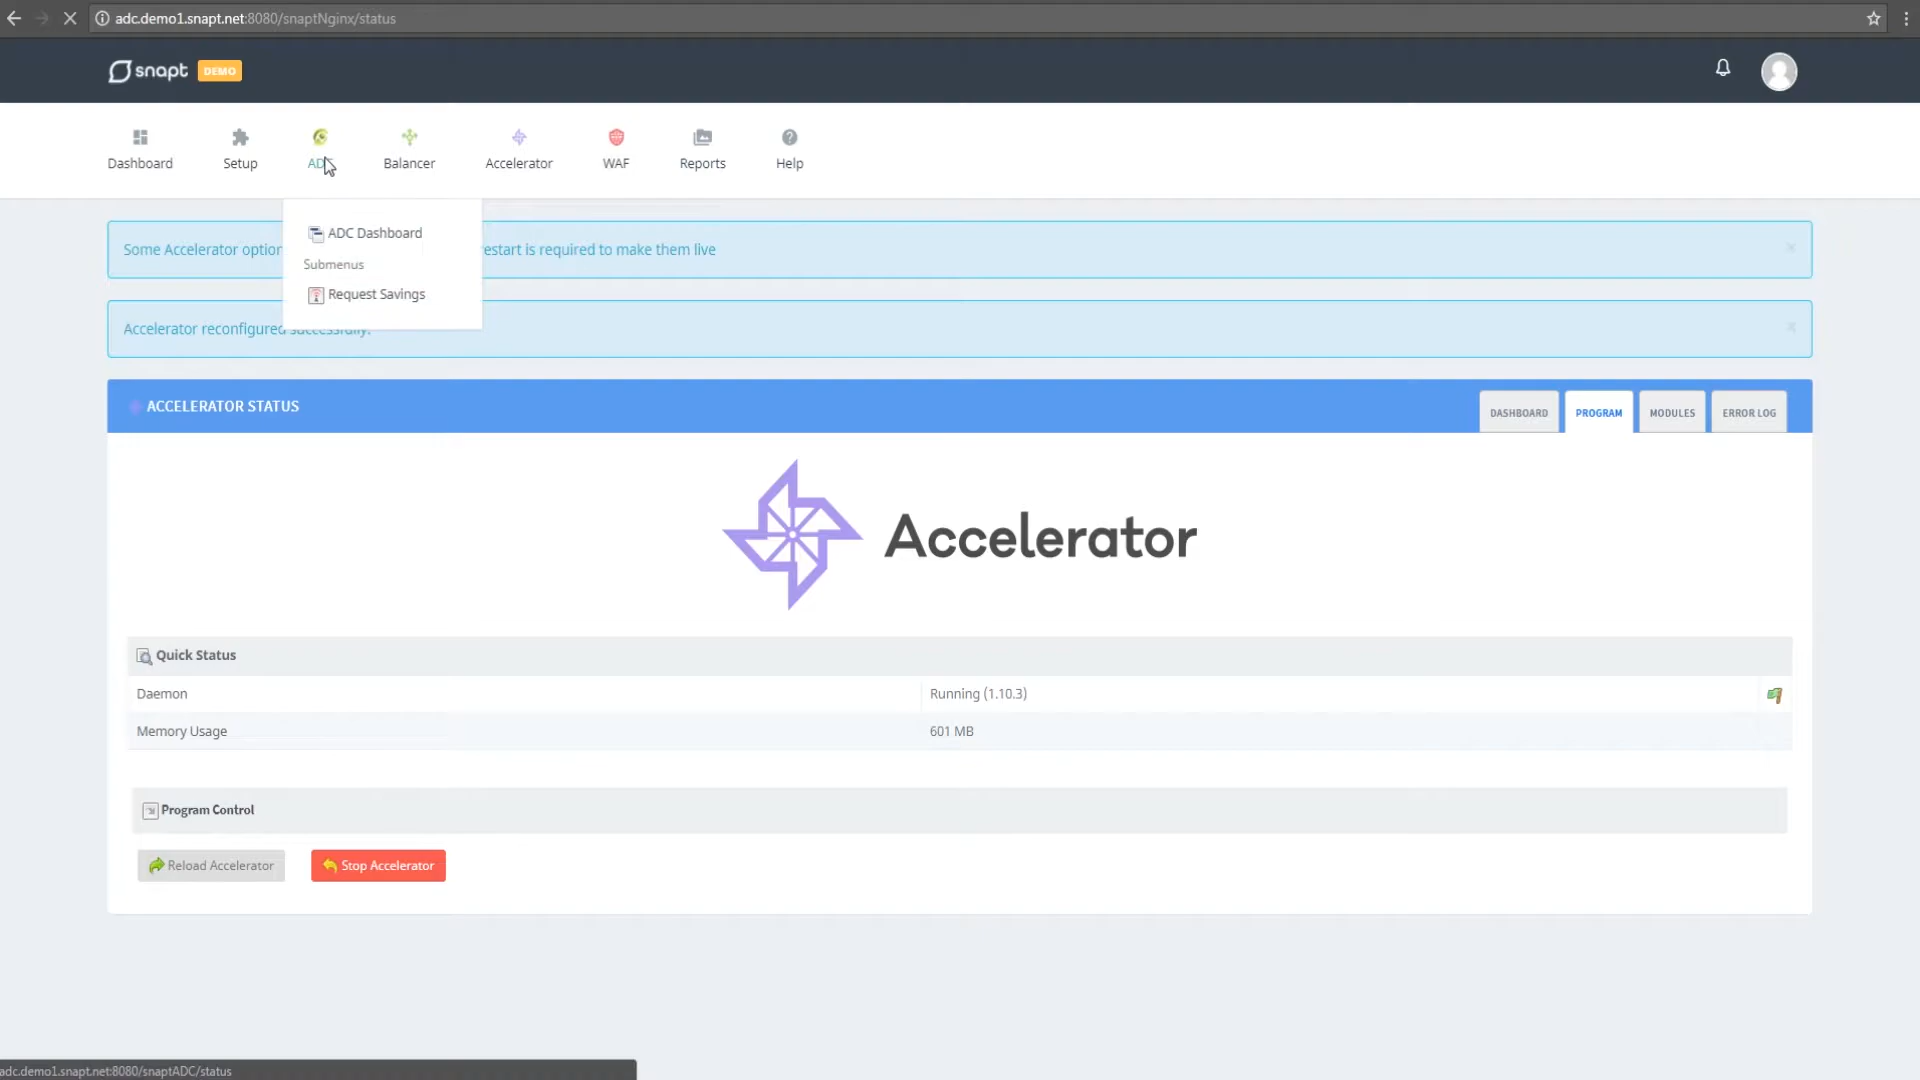 adc.demo1.snapt.net:8080/snaptNginx/status
snapt DEMO
Dashboard
Setup
Balancer
Accelerator
WAF
Reports
Help
ADC Dashboard
Submenus
Request Savings
Some Accelerator option
restart is required to make them live
Accelerator reconfigured successfully.
ACCELERATOR STATUS
DASHBOARD
PROGRAM
MODULES
ERROR LOG
Accelerator
Quick Status
Daemon Running (1.10.3)
Memory Usage 601 MB
Program Control
Reload Accelerator
Stop Accelerator
adc.demo1.snapt.net:8080/snaptADC/status